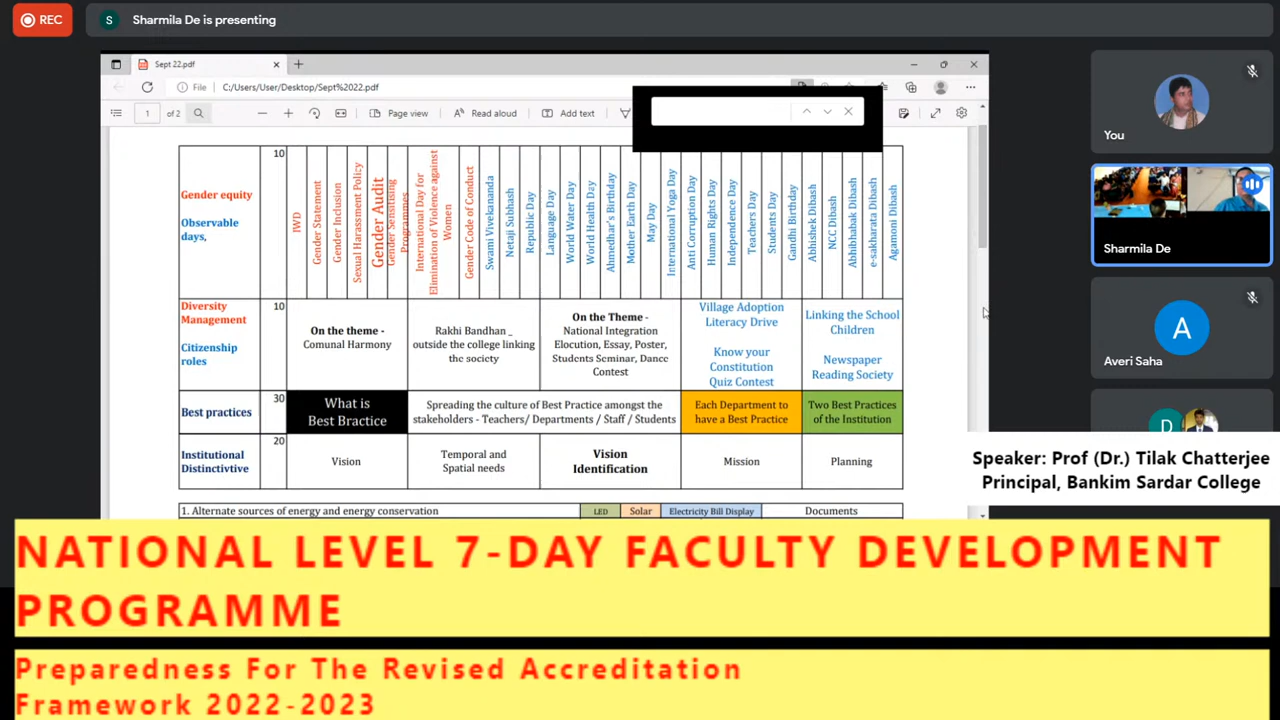 REC
S
Sharmila De is presenting
Sept 22.pdf
File
C:/Users/User/Desktop/Sept%2022.pdf
1
of 2
Page view
Read aloud
Add text
Gender equity
Observable
days,
10
IWD
Gender Statement
Gender Inclusion
Sexual Harassment Policy
Gender Audit
Gender Sensitising
Programmes
International Day for
Elimination of Violence against
Women
Gender Code of Conduct
Swami Vivekananda
Netaji Subhash
Republic Day
Language Day
World Water Day
World Health Day
Ahmedhar's Birthday
Mother Earth Day
May Day
International Yoga Day
Anti Corruption Day
Human Rights Day
Independence Day
Teachers Day
Students Day
Gandhi Birthday
Abhishek Dibash
NCC Dibash
Abhibhabak Dibash
e-sakharata Dibash
Agamoni Dibash
Diversity
Management
Citizenship
roles
10
On the theme -
Comunal Harmony
Rakhi Bandhan _
outside the college linking
the society
On the Theme -
National Integration
Elocution, Essay, Poster,
Students Seminar, Dance
Contest
Village Adoption
Literacy Drive
Know your
Constitution
Quiz Contest
Linking the School
Children
Newspaper
Reading Society
Best practices
30
What is
Best Bractice
Spreading the culture of Best Practice amongst the
stakeholders - Teachers/ Departments / Staff / Students
Each Department to
have a Best Practice
Two Best Practices
of the Institution
Institutional
Distinctivtive
20
Vision
Temporal and
Spatial needs
Vision
Identification
Mission
Planning
1. Alternate sources of energy and energy conservation
LED
Solar
Electricity Bill Display
Documents
You
Sharmila De
A
Averi Saha
D
Speaker: Prof (Dr.) Tilak Chatterjee
Principal, Bankim Sardar College
NATIONAL LEVEL 7-DAY FACULTY DEVELOPMENT
PROGRAMME
Preparedness For The Revised Accreditation
Framework 2022-2023